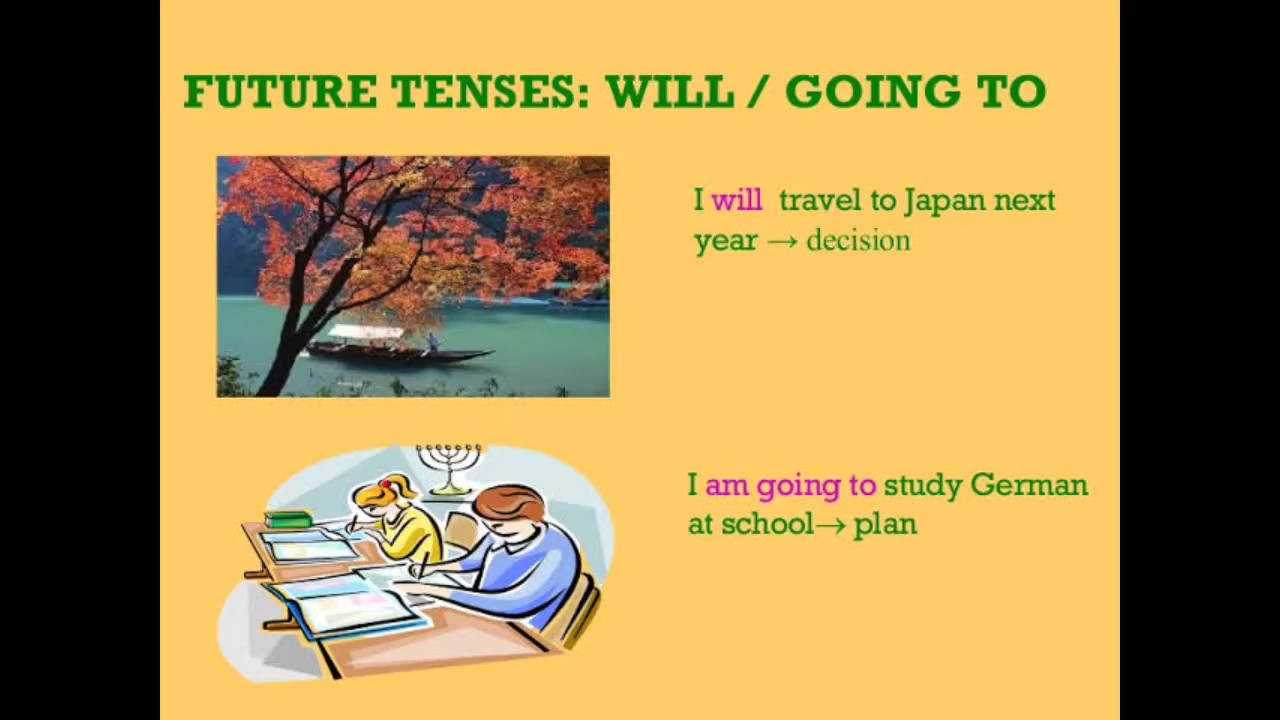 FUTURE TENSES: WILL / GOING TO
I will travel to Japan next
year → decision
I am going to study German
at school→ plan